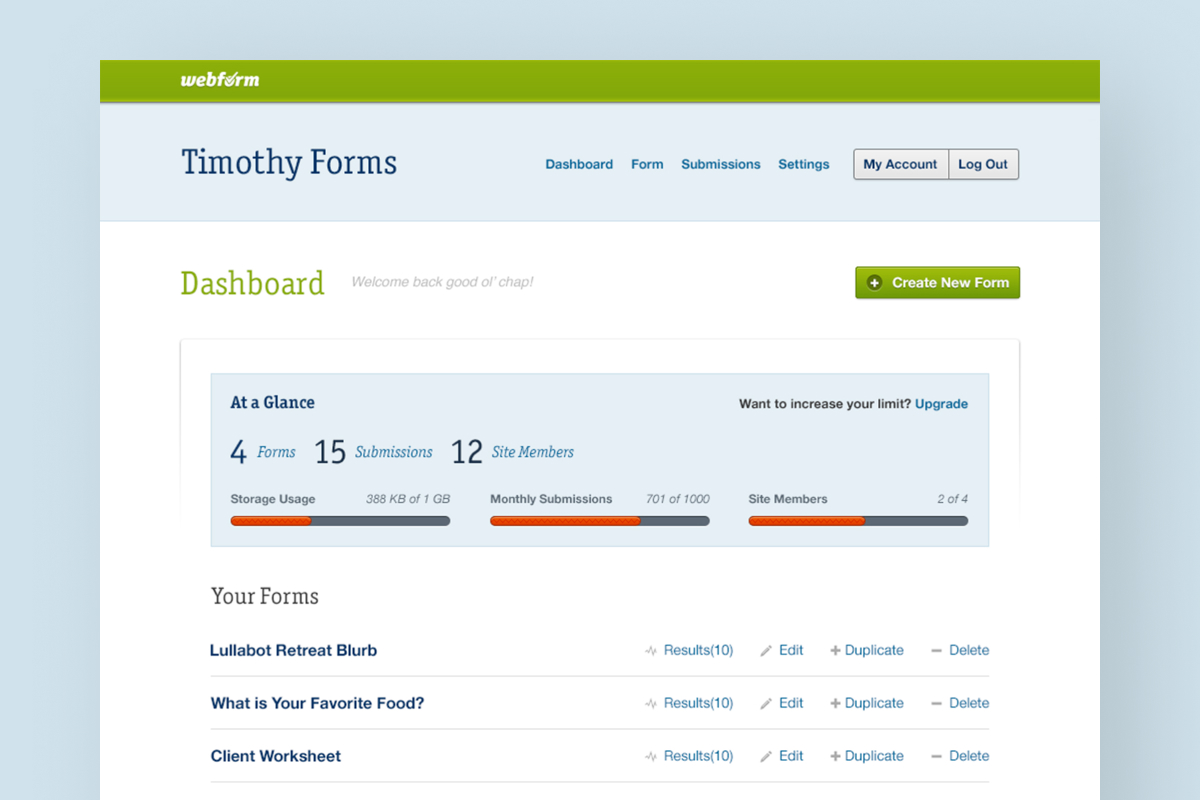 webform
Timothy Forms
Dashboard Form Submissions Settings My Account Log Out
Dashboard Welcome back good ol' chap! Create New Form
At a Glance Want to increase your limit? Upgrade
4 Forms 15 Submissions 12 Site Members
Storage Usage 388 KB of 1 GB Monthly Submissions 701 of 1000 Site Members 2 of 4
Your Forms
Lullabot Retreat Blurb Results(10) Edit Duplicate Delete
What is Your Favorite Food? Results(10) Edit Duplicate Delete
Client Worksheet Results(10) Edit Duplicate Delete